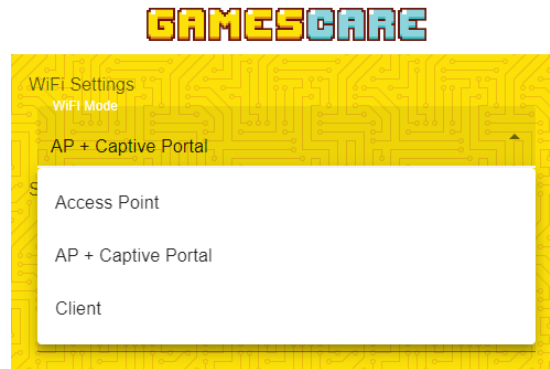 GAMESCARE
WiFi Settings
WiFI Mode
AP + Captive Portal
S
Access Point
AP + Captive Portal
Client